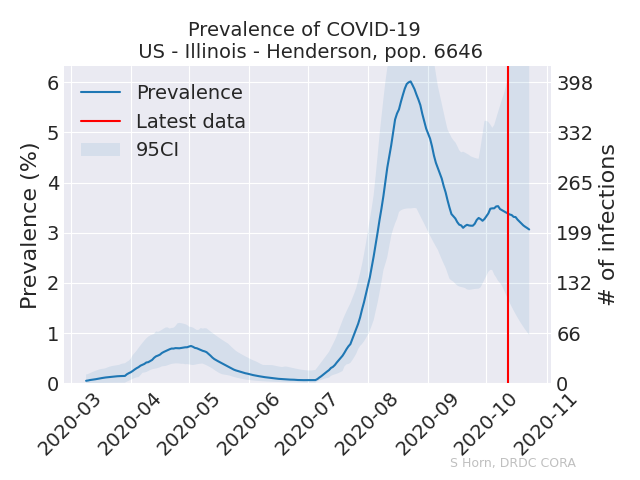 Prevalence of COVID-19
US - Illinois - Henderson, pop. 6646
Prevalence
Latest data
95CI
Prevalence (%)
6
5
4
3
2
1
0
398
332
265
199
132
66
0
# of infections
2020-03
2020-04
2020-05
2020-06
2020-07
2020-08
2020-09
2020-10
2020-11
S Horn, DRDC CORA